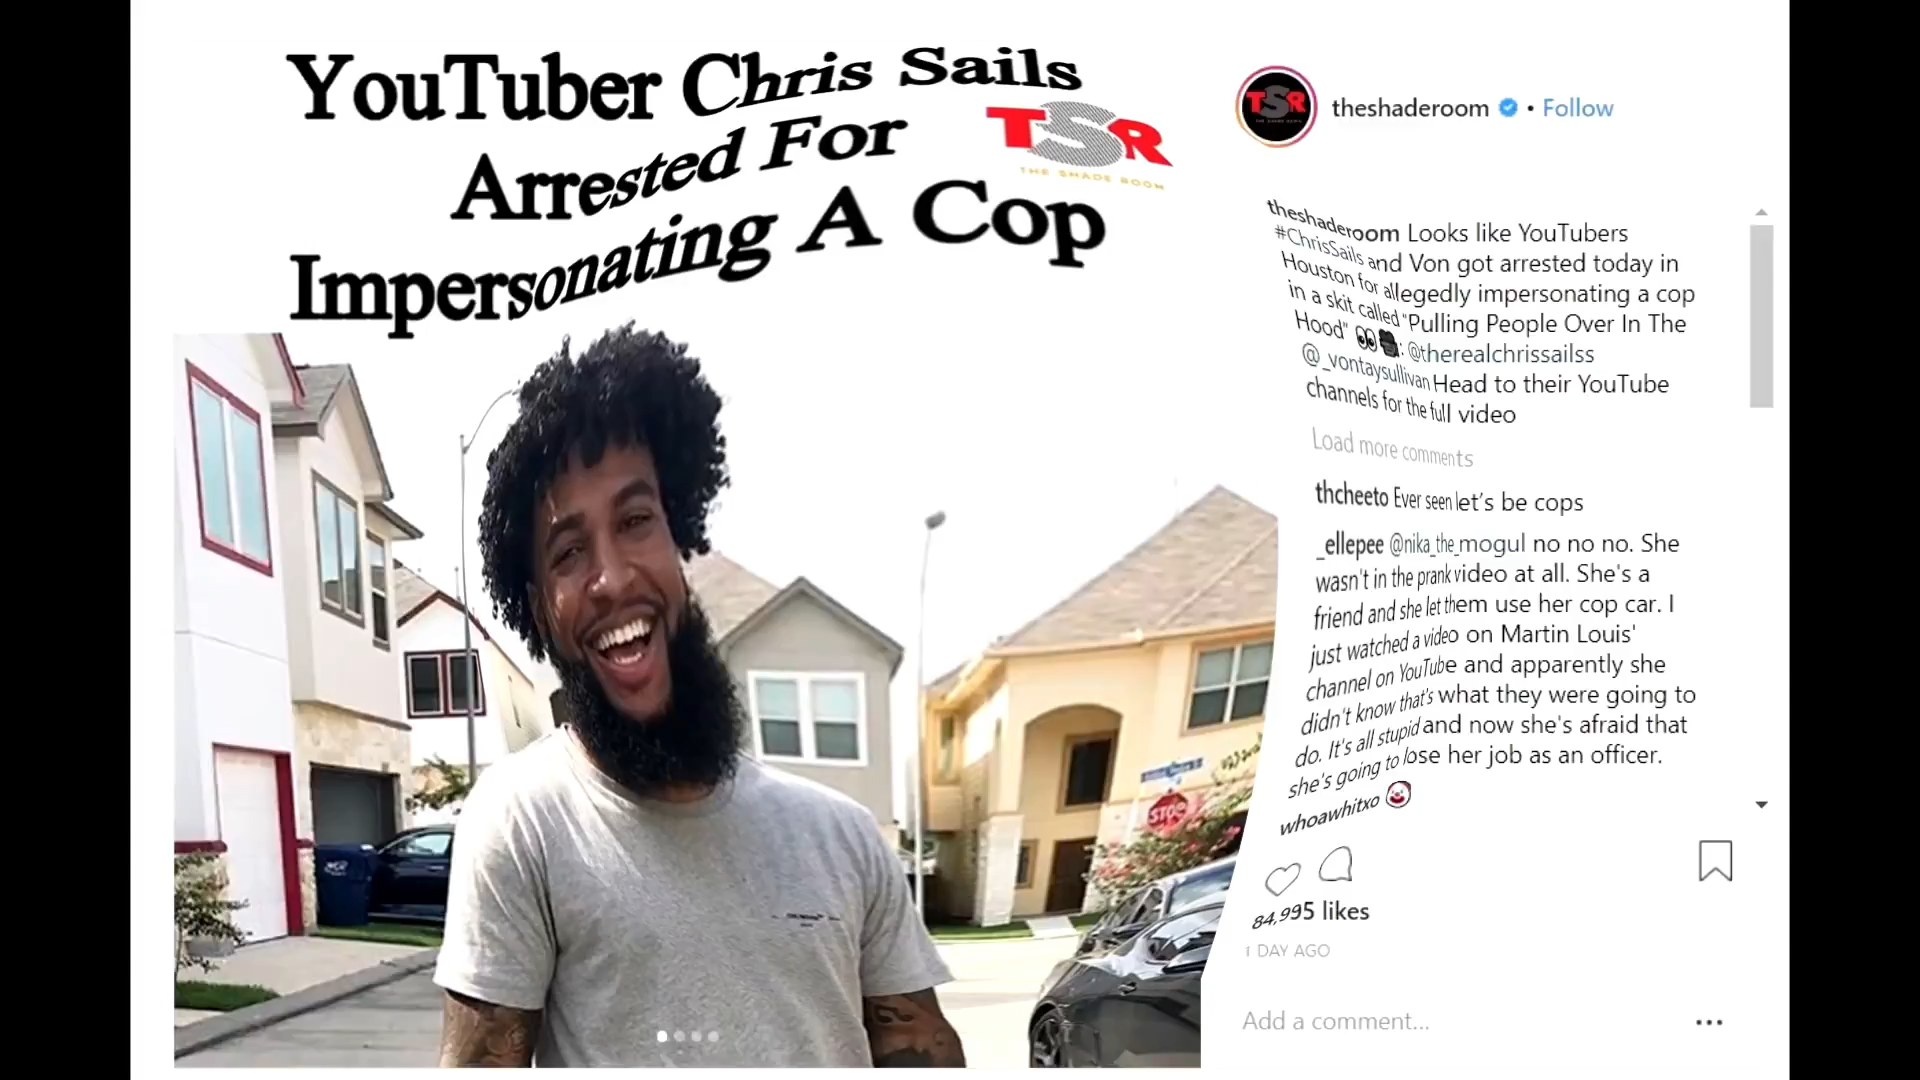 YouTuber Chris Sails
Arrested For
Impersonating A Cop
TSR
THE SHADE ROOM
TSR
theshaderoom • Follow
theshaderoom Looks like YouTubers
#ChrisSails and Von got arrested today in
Houston for allegedly impersonating a cop
in a skit called "Pulling People Over In The
Hood" 👀🗣: @therealchrissailss
@_vontaysullivan Head to their YouTube
channels for the full video
Load more comments
thcheeto Ever seen let's be cops
_ellepee @nika_the_mogul no no no. She
wasn't in the prank video at all. She's a
friend and she let them use her cop car. I
just watched a video on Martin Louis'
channel on YouTube and apparently she
didn't know that's what they were going to
do. It's all stupid and now she's afraid that
she's going to lose her job as an officer.
whoawhitxo 🤡
84,995 likes
1 DAY AGO
Add a comment...
STOP